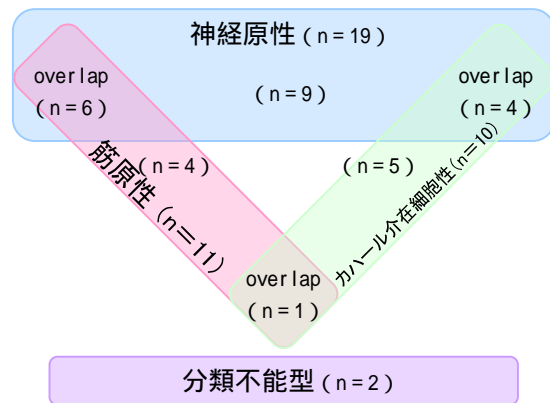 神経原性(n=19)
overlap
(n=6)
(n=9)
overlap
(n=4)
筋原性(n=11)
(n=4)
(n=5)
カハール介在細胞性(n=10)
overlap
(n=1)
分類不能型(n=2)